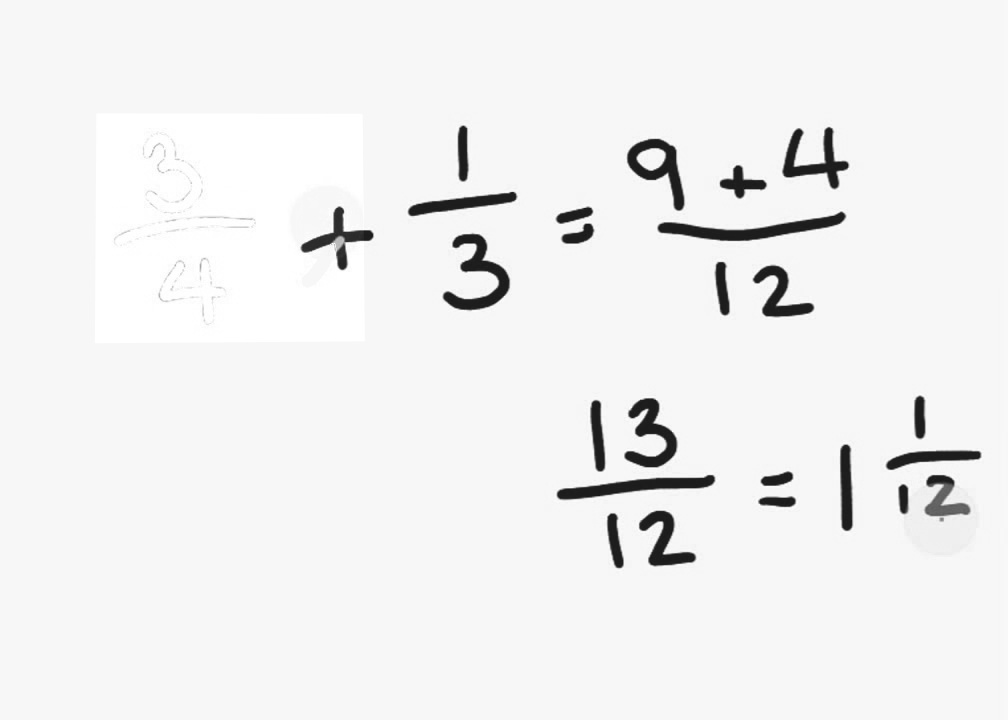 3/4 + 1/3 = 9 + 4/12
13/12 = 1 1/12